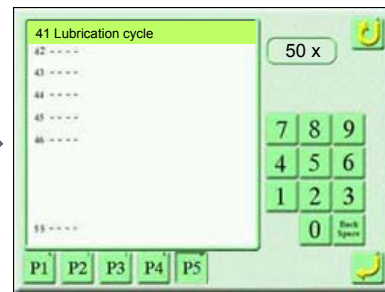 41 Lubrication cycle
42 ----
43 ----
44 ----
45 ----
46 ----
55 ----
50 x
7 8 9
4 5 6
1 2 3
0 Back Space
P1 P2 P3 P4 P5